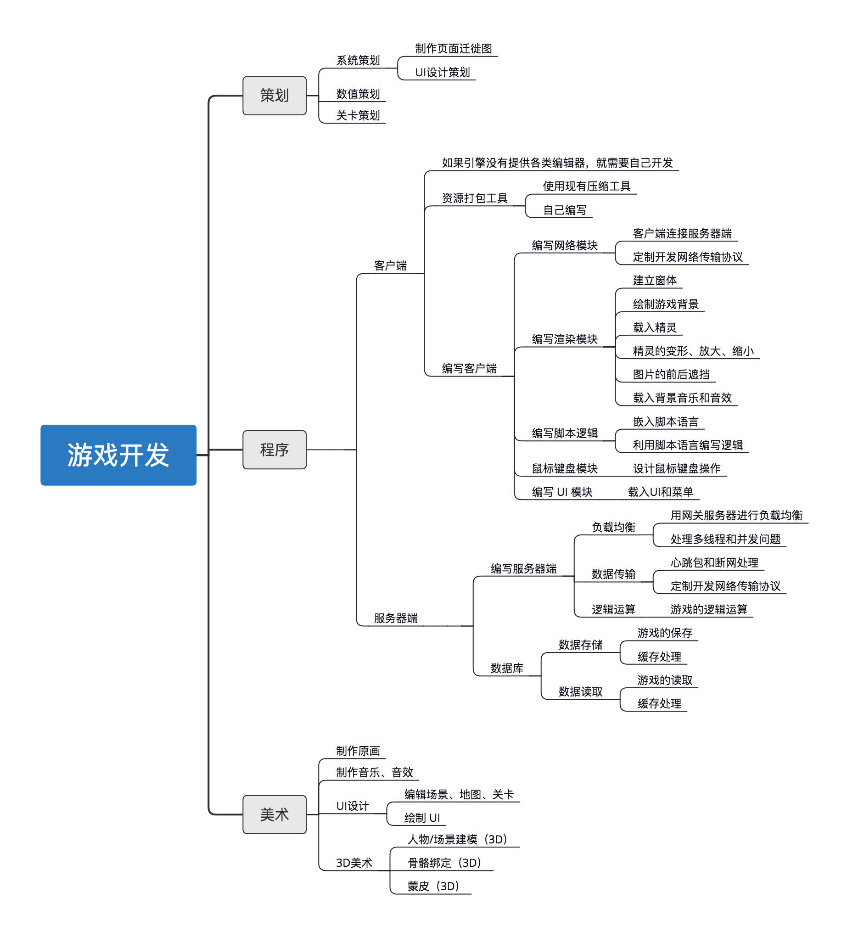 游戏开发
策划
系统策划
制作页面迁徙图
UI设计策划
数值策划
关卡策划
程序
客户端
如果引擎没有提供各类编辑器，就需要自己开发
资源打包工具
使用现有压缩工具
自己编写
编写客户端
编写网络模块
客户端连接服务器端
定制开发网络传输协议
编写渲染模块
建立窗体
绘制游戏背景
载入精灵
精灵的变形、放大、缩小
图片的前后遮挡
载入背景音乐和音效
编写脚本逻辑
嵌入脚本语言
利用脚本语言编写逻辑
鼠标键盘模块
设计鼠标键盘操作
编写 UI 模块
载入UI和菜单
服务器端
编写服务器端
负载均衡
用网关服务器进行负载均衡
处理多线程和并发问题
数据传输
心跳包和断网处理
定制开发网络传输协议
逻辑运算
游戏的逻辑运算
数据库
数据存储
游戏的保存
缓存处理
数据读取
游戏的读取
缓存处理
美术
制作原画
制作音乐、音效
UI设计
编辑场景、地图、关卡
绘制 UI
3D美术
人物/场景建模（3D）
骨骼绑定（3D）
蒙皮（3D）